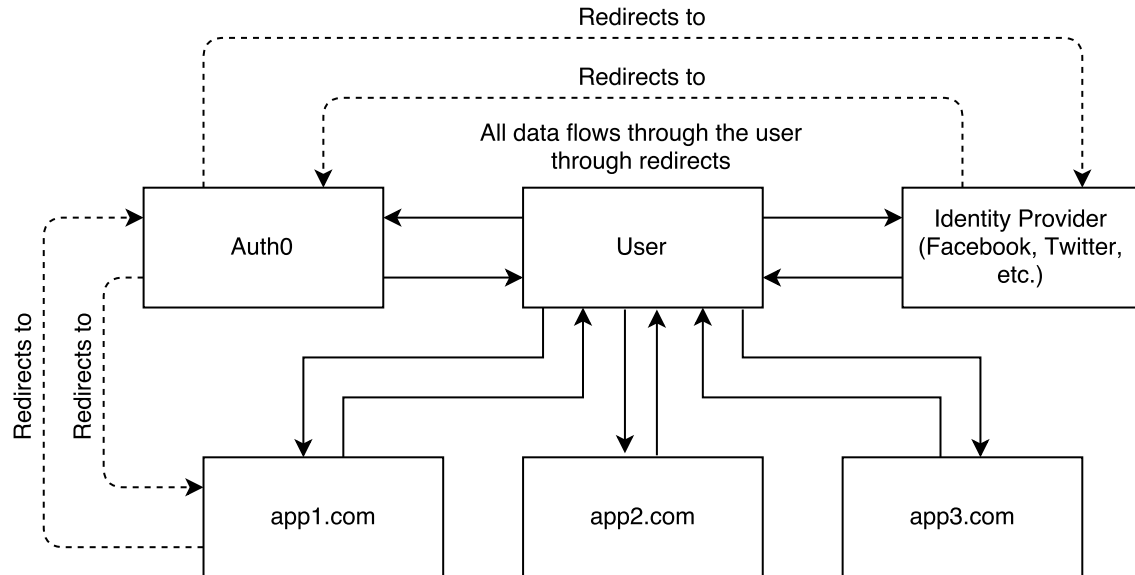 Redirects to
Redirects to
All data flows through the user
through redirects
Auth0
User
Identity Provider
(Facebook, Twitter,
etc.)
Redirects to
Redirects to
app1.com
app2.com
app3.com